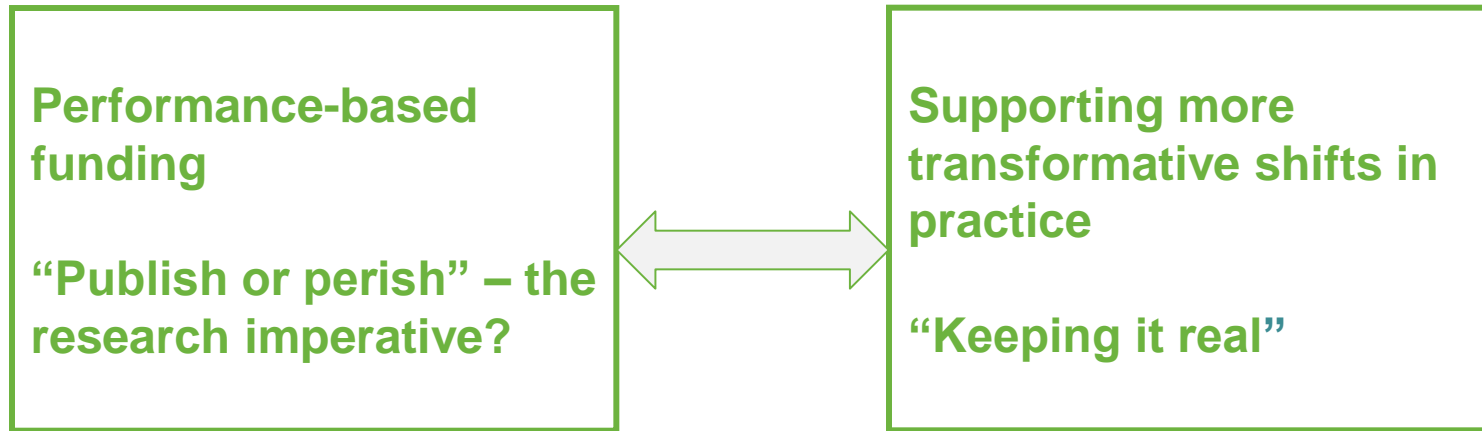 Performance-based
funding
“Publish or perish” – the
research imperative?
Supporting more
transformative shifts in
practice
“Keeping it real”